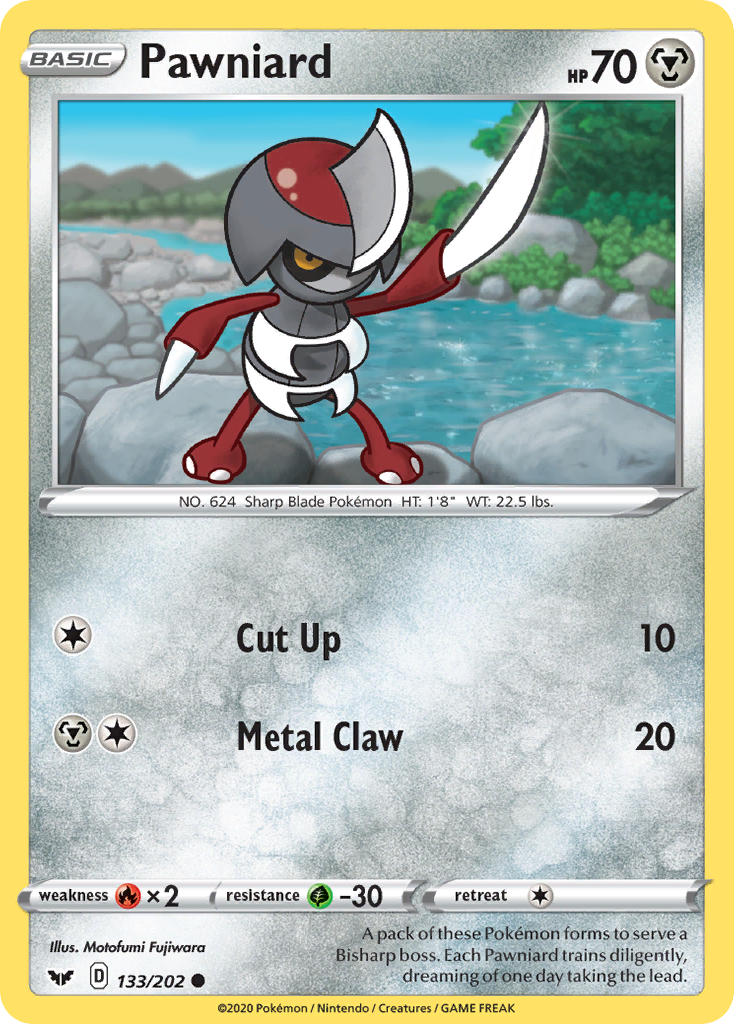 BASIC Pawniard HP 70
NO. 624 Sharp Blade Pokémon HT: 1'8" WT: 22.5 lbs.
Cut Up 10
Metal Claw 20
weakness ×2 resistance -30 retreat
Illus. Motofumi Fujiwara
A pack of these Pokémon forms to serve a
Bisharp boss. Each Pawniard trains diligently,
dreaming of one day taking the lead.
D 133/202
©2020 Pokémon / Nintendo / Creatures / GAME FREAK